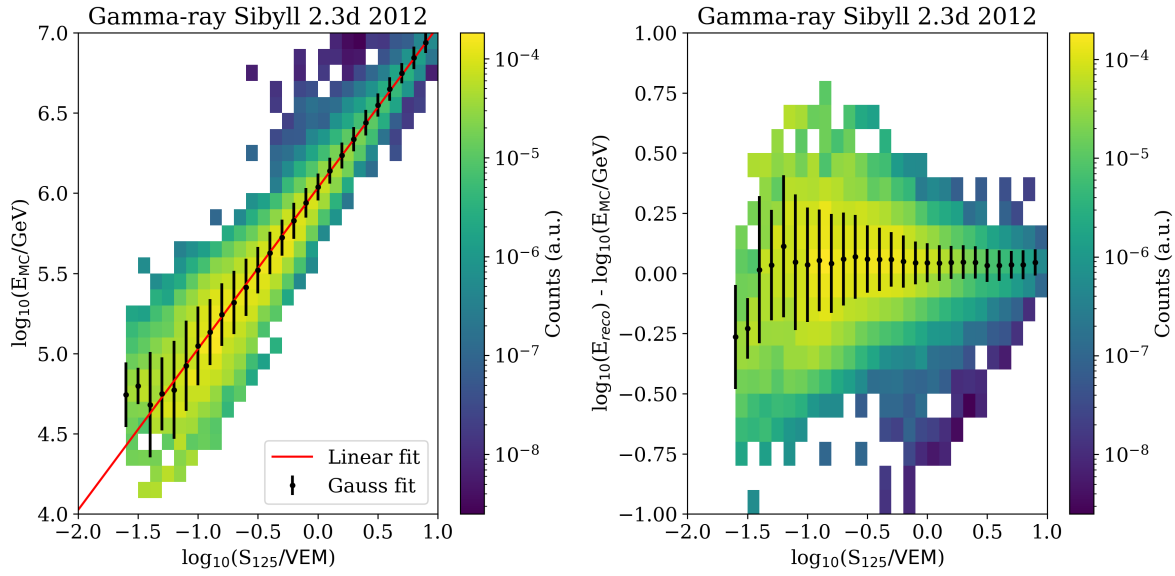 Gamma-ray Sibyll 2.3d 2012
7.0
6.5
6.0
5.5
5.0
4.5
4.0
log₁₀(E_MC/GeV)
−2.0 −1.5 −1.0 −0.5 0.0 0.5 1.0
log₁₀(S₁₂₅/VEM)
Linear fit
Gauss fit
10⁻⁴
10⁻⁵
10⁻⁶
10⁻⁷
10⁻⁸
Counts (a.u.)
Gamma-ray Sibyll 2.3d 2012
1.00
0.75
0.50
0.25
0.00
−0.25
−0.50
−0.75
−1.00
log₁₀(E_reco) - log₁₀(E_MC/GeV)
−2.0 −1.5 −1.0 −0.5 0.0 0.5 1.0
log₁₀(S₁₂₅/VEM)
10⁻⁴
10⁻⁵
10⁻⁶
10⁻⁷
10⁻⁸
Counts (a.u.)